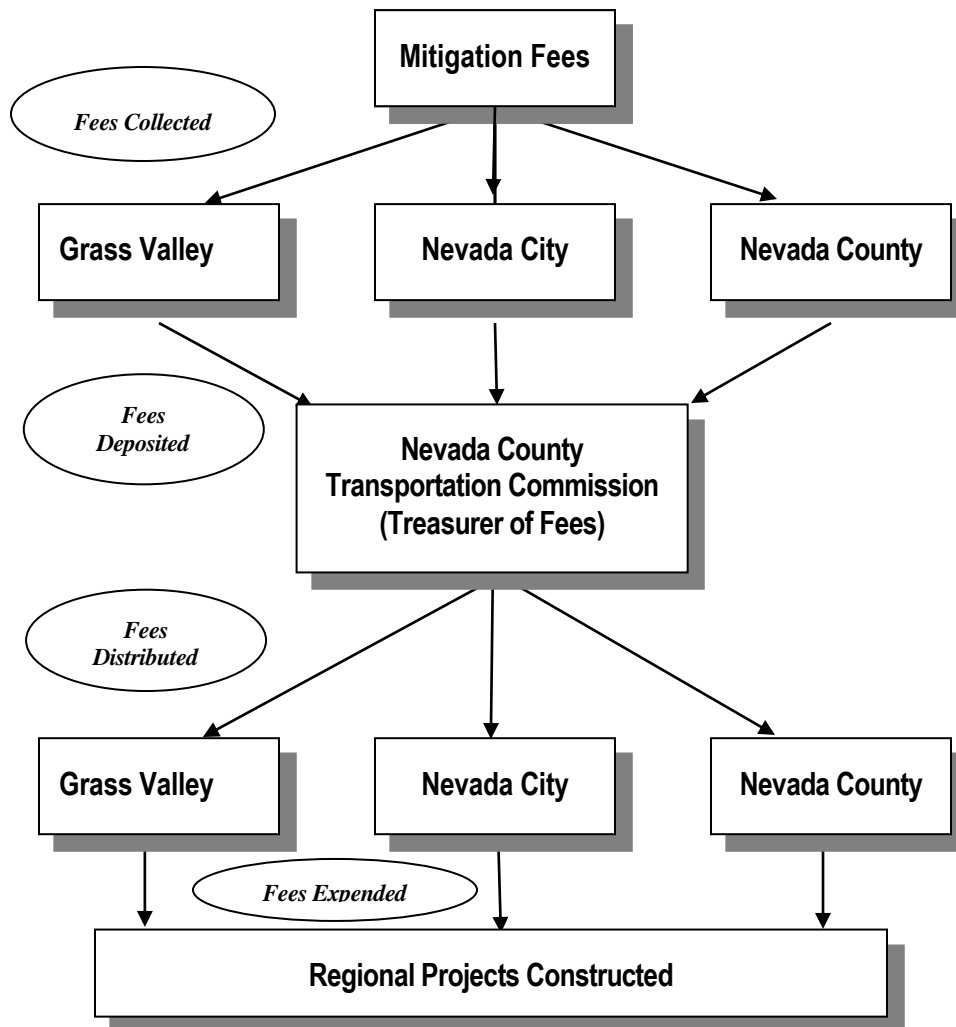 Mitigation Fees
Fees Collected
Grass Valley
Nevada City
Nevada County
Fees
Deposited
Nevada County
Transportation Commission
(Treasurer of Fees)
Fees
Distributed
Grass Valley
Nevada City
Nevada County
Fees Expended
Regional Projects Constructed